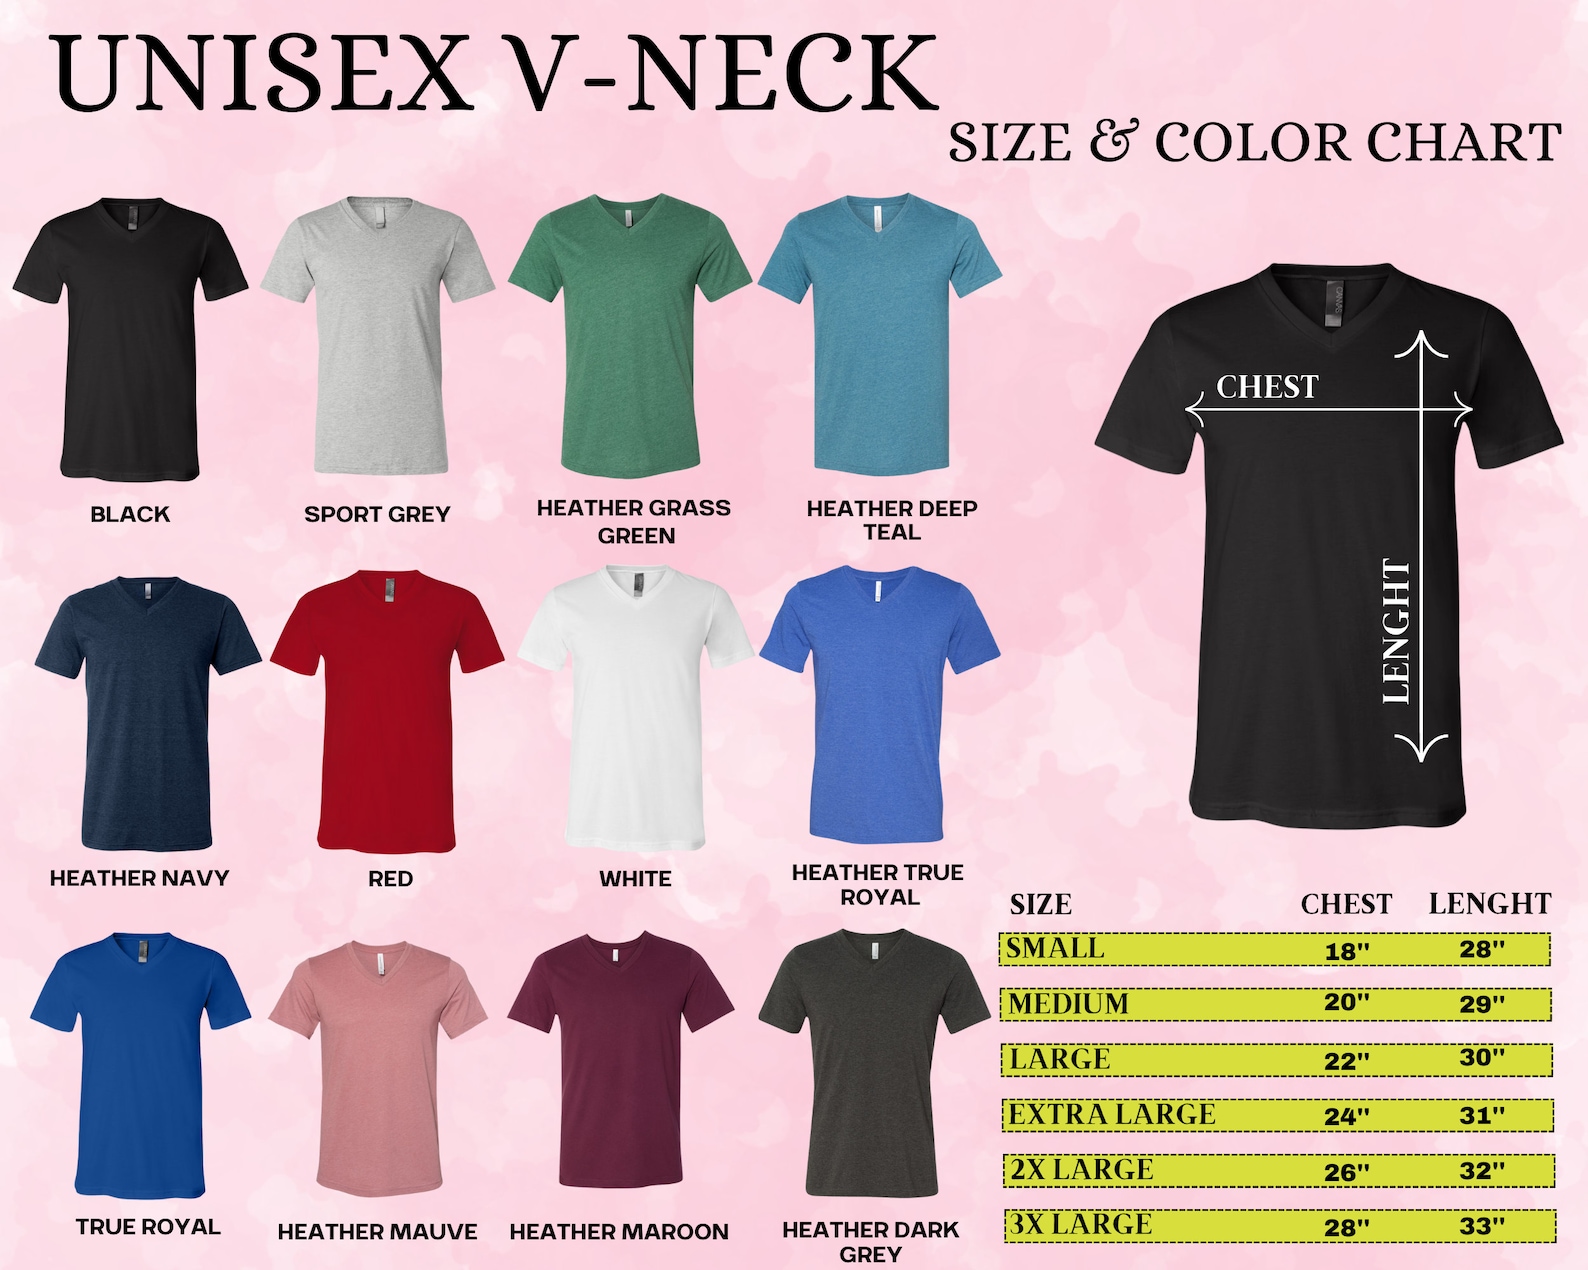 UNISEX V-NECK
SIZE & COLOR CHART
BLACK
SPORT GREY
HEATHER GRASS
GREEN
HEATHER DEEP
TEAL
HEATHER NAVY
RED
WHITE
HEATHER TRUE
ROYAL
TRUE ROYAL
HEATHER MAUVE
HEATHER MAROON
HEATHER DARK
GREY
CANVAS
CHEST
LENGHT
SIZE CHEST LENGHT
SMALL 18" 28"
MEDIUM 20" 29"
LARGE 22" 30"
EXTRA LARGE 24" 31"
2X LARGE 26" 32"
3X LARGE 28" 33"